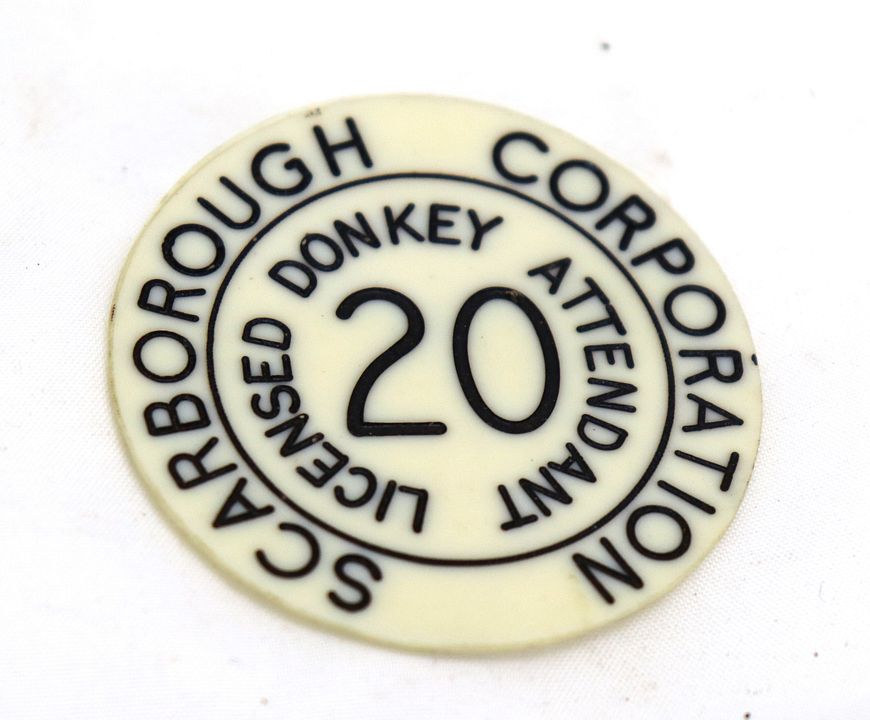 SCARBOROUGH CORPORATION
LICENSED DONKEY ATTENDANT
20